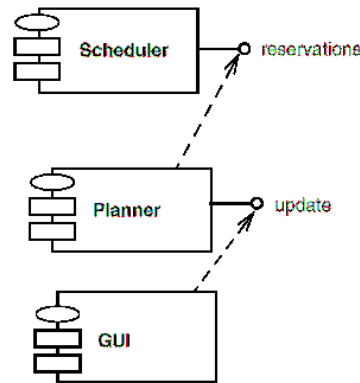 Scheduler
reservations
Planner
update
GUI